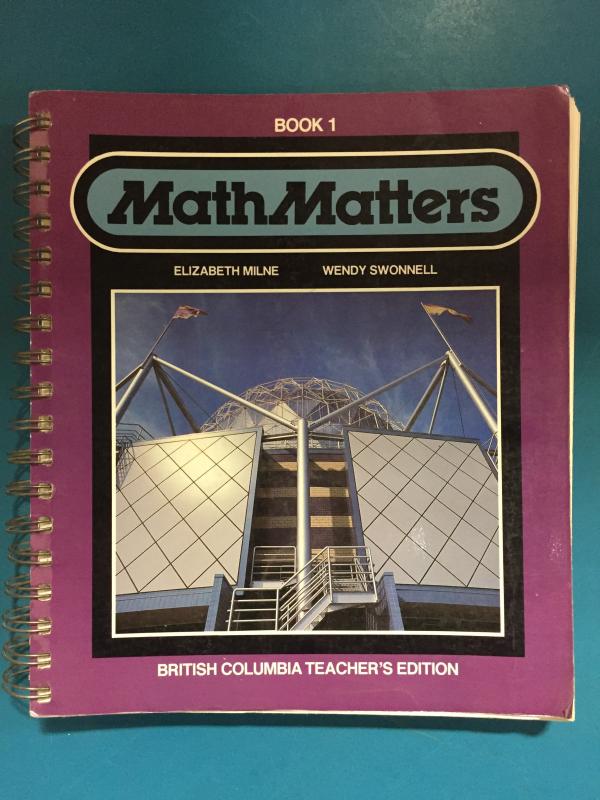 BOOK 1
MathMatters
ELIZABETH MILNE WENDY SWONNELL
BRITISH COLUMBIA TEACHER'S EDITION